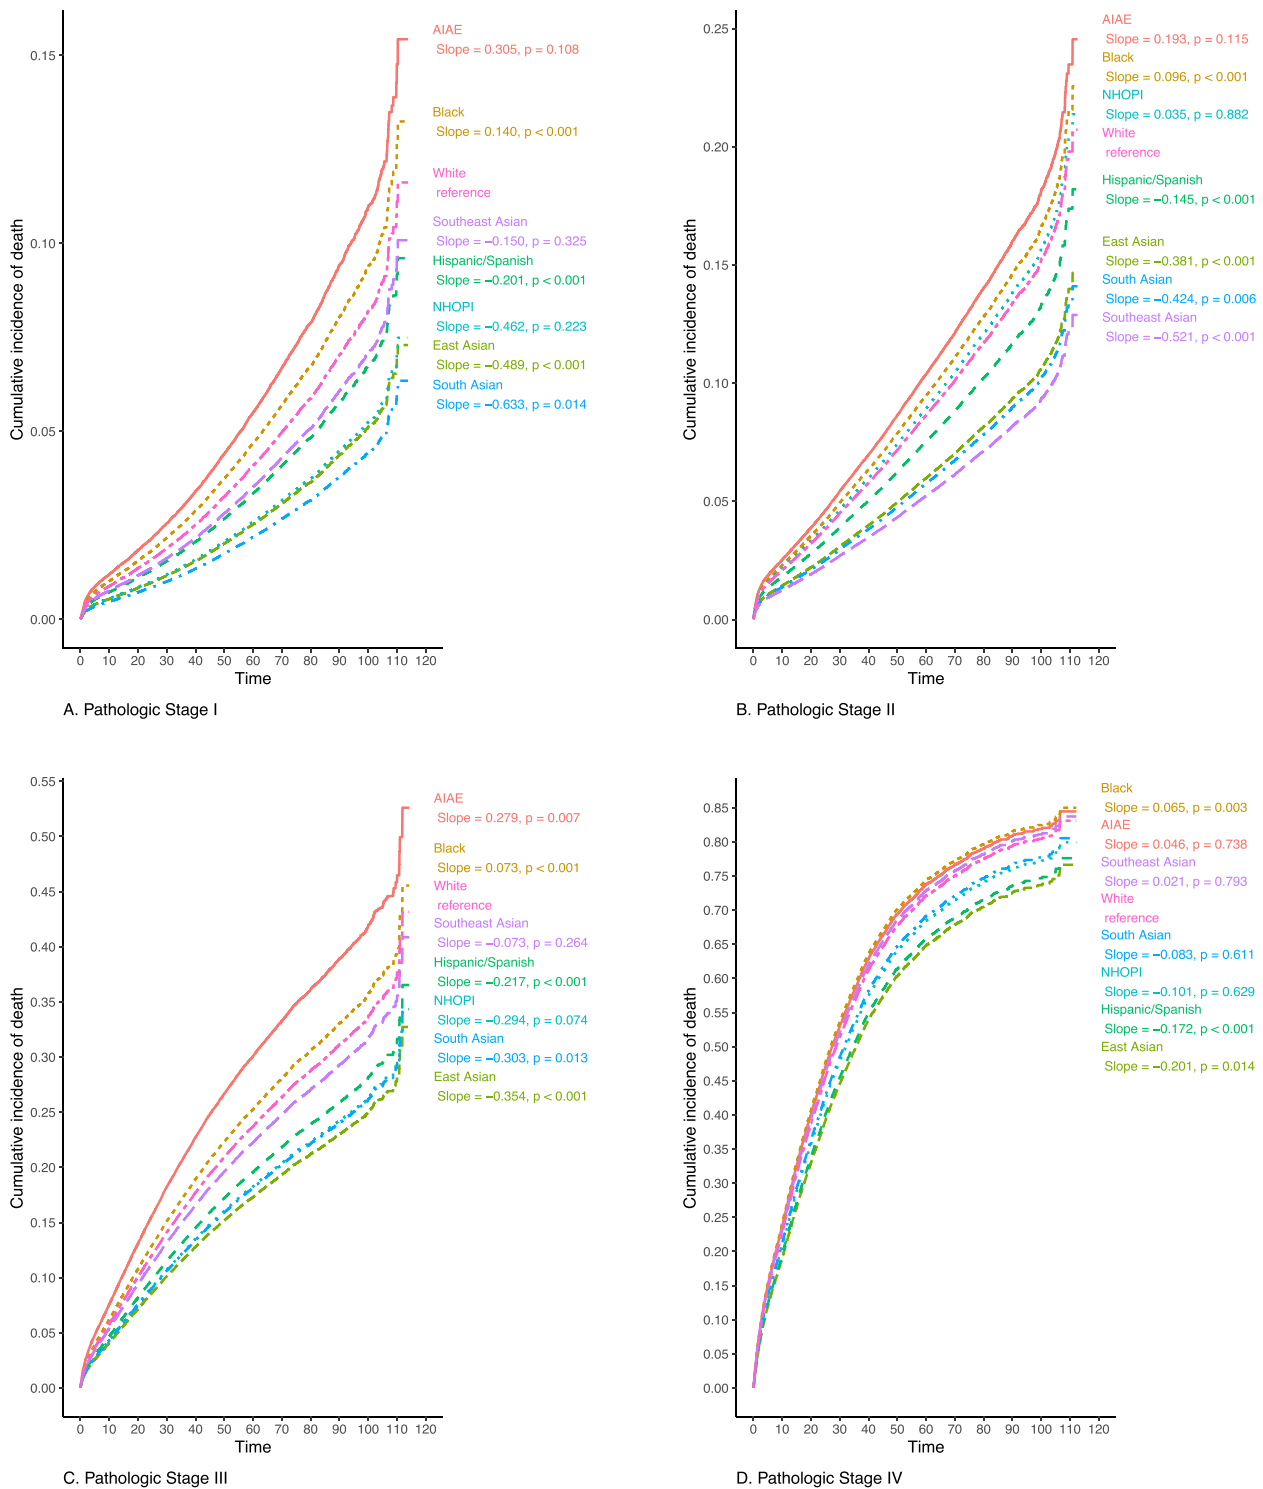 AIAE
Slope = 0.305, p = 0.108
Black
Slope = 0.140, p < 0.001
White
reference
Southeast Asian
Slope = −0.150, p = 0.325
Hispanic/Spanish
Slope = −0.201, p < 0.001
NHOPI
Slope = −0.462, p = 0.223
East Asian
Slope = −0.489, p < 0.001
South Asian
Slope = −0.633, p = 0.014
Cumulative incidence of death
0.15
0.10
0.05
0.00
0 10 20 30 40 50 60 70 80 90 100 110 120
Time
A. Pathologic Stage I
AIAE
Slope = 0.193, p = 0.115
Black
Slope = 0.096, p < 0.001
NHOPI
Slope = 0.035, p = 0.882
White
reference
Hispanic/Spanish
Slope = −0.145, p < 0.001
East Asian
Slope = −0.381, p < 0.001
South Asian
Slope = −0.424, p = 0.006
Southeast Asian
Slope = −0.521, p < 0.001
Cumulative incidence of death
0.25
0.20
0.15
0.10
0.05
0.00
0 10 20 30 40 50 60 70 80 90 100 110 120
Time
B. Pathologic Stage II
AIAE
Slope = 0.279, p = 0.007
Black
Slope = 0.073, p < 0.001
White
reference
Southeast Asian
Slope = −0.073, p = 0.264
Hispanic/Spanish
Slope = −0.217, p < 0.001
NHOPI
Slope = −0.294, p = 0.074
South Asian
Slope = −0.303, p = 0.013
East Asian
Slope = −0.354, p < 0.001
Cumulative incidence of death
0.55
0.50
0.45
0.40
0.35
0.30
0.25
0.20
0.15
0.10
0.05
0.00
0 10 20 30 40 50 60 70 80 90 100 110 120
Time
C. Pathologic Stage III
Black
Slope = 0.065, p = 0.003
AIAE
Slope = 0.046, p = 0.738
Southeast Asian
Slope = 0.021, p = 0.793
White
reference
South Asian
Slope = −0.083, p = 0.611
NHOPI
Slope = −0.101, p = 0.629
Hispanic/Spanish
Slope = −0.172, p < 0.001
East Asian
Slope = −0.201, p = 0.014
Cumulative incidence of death
0.85
0.80
0.75
0.70
0.65
0.60
0.55
0.50
0.45
0.40
0.35
0.30
0.25
0.20
0.15
0.10
0.05
0.00
0 10 20 30 40 50 60 70 80 90 100 110 120
Time
D. Pathologic Stage IV